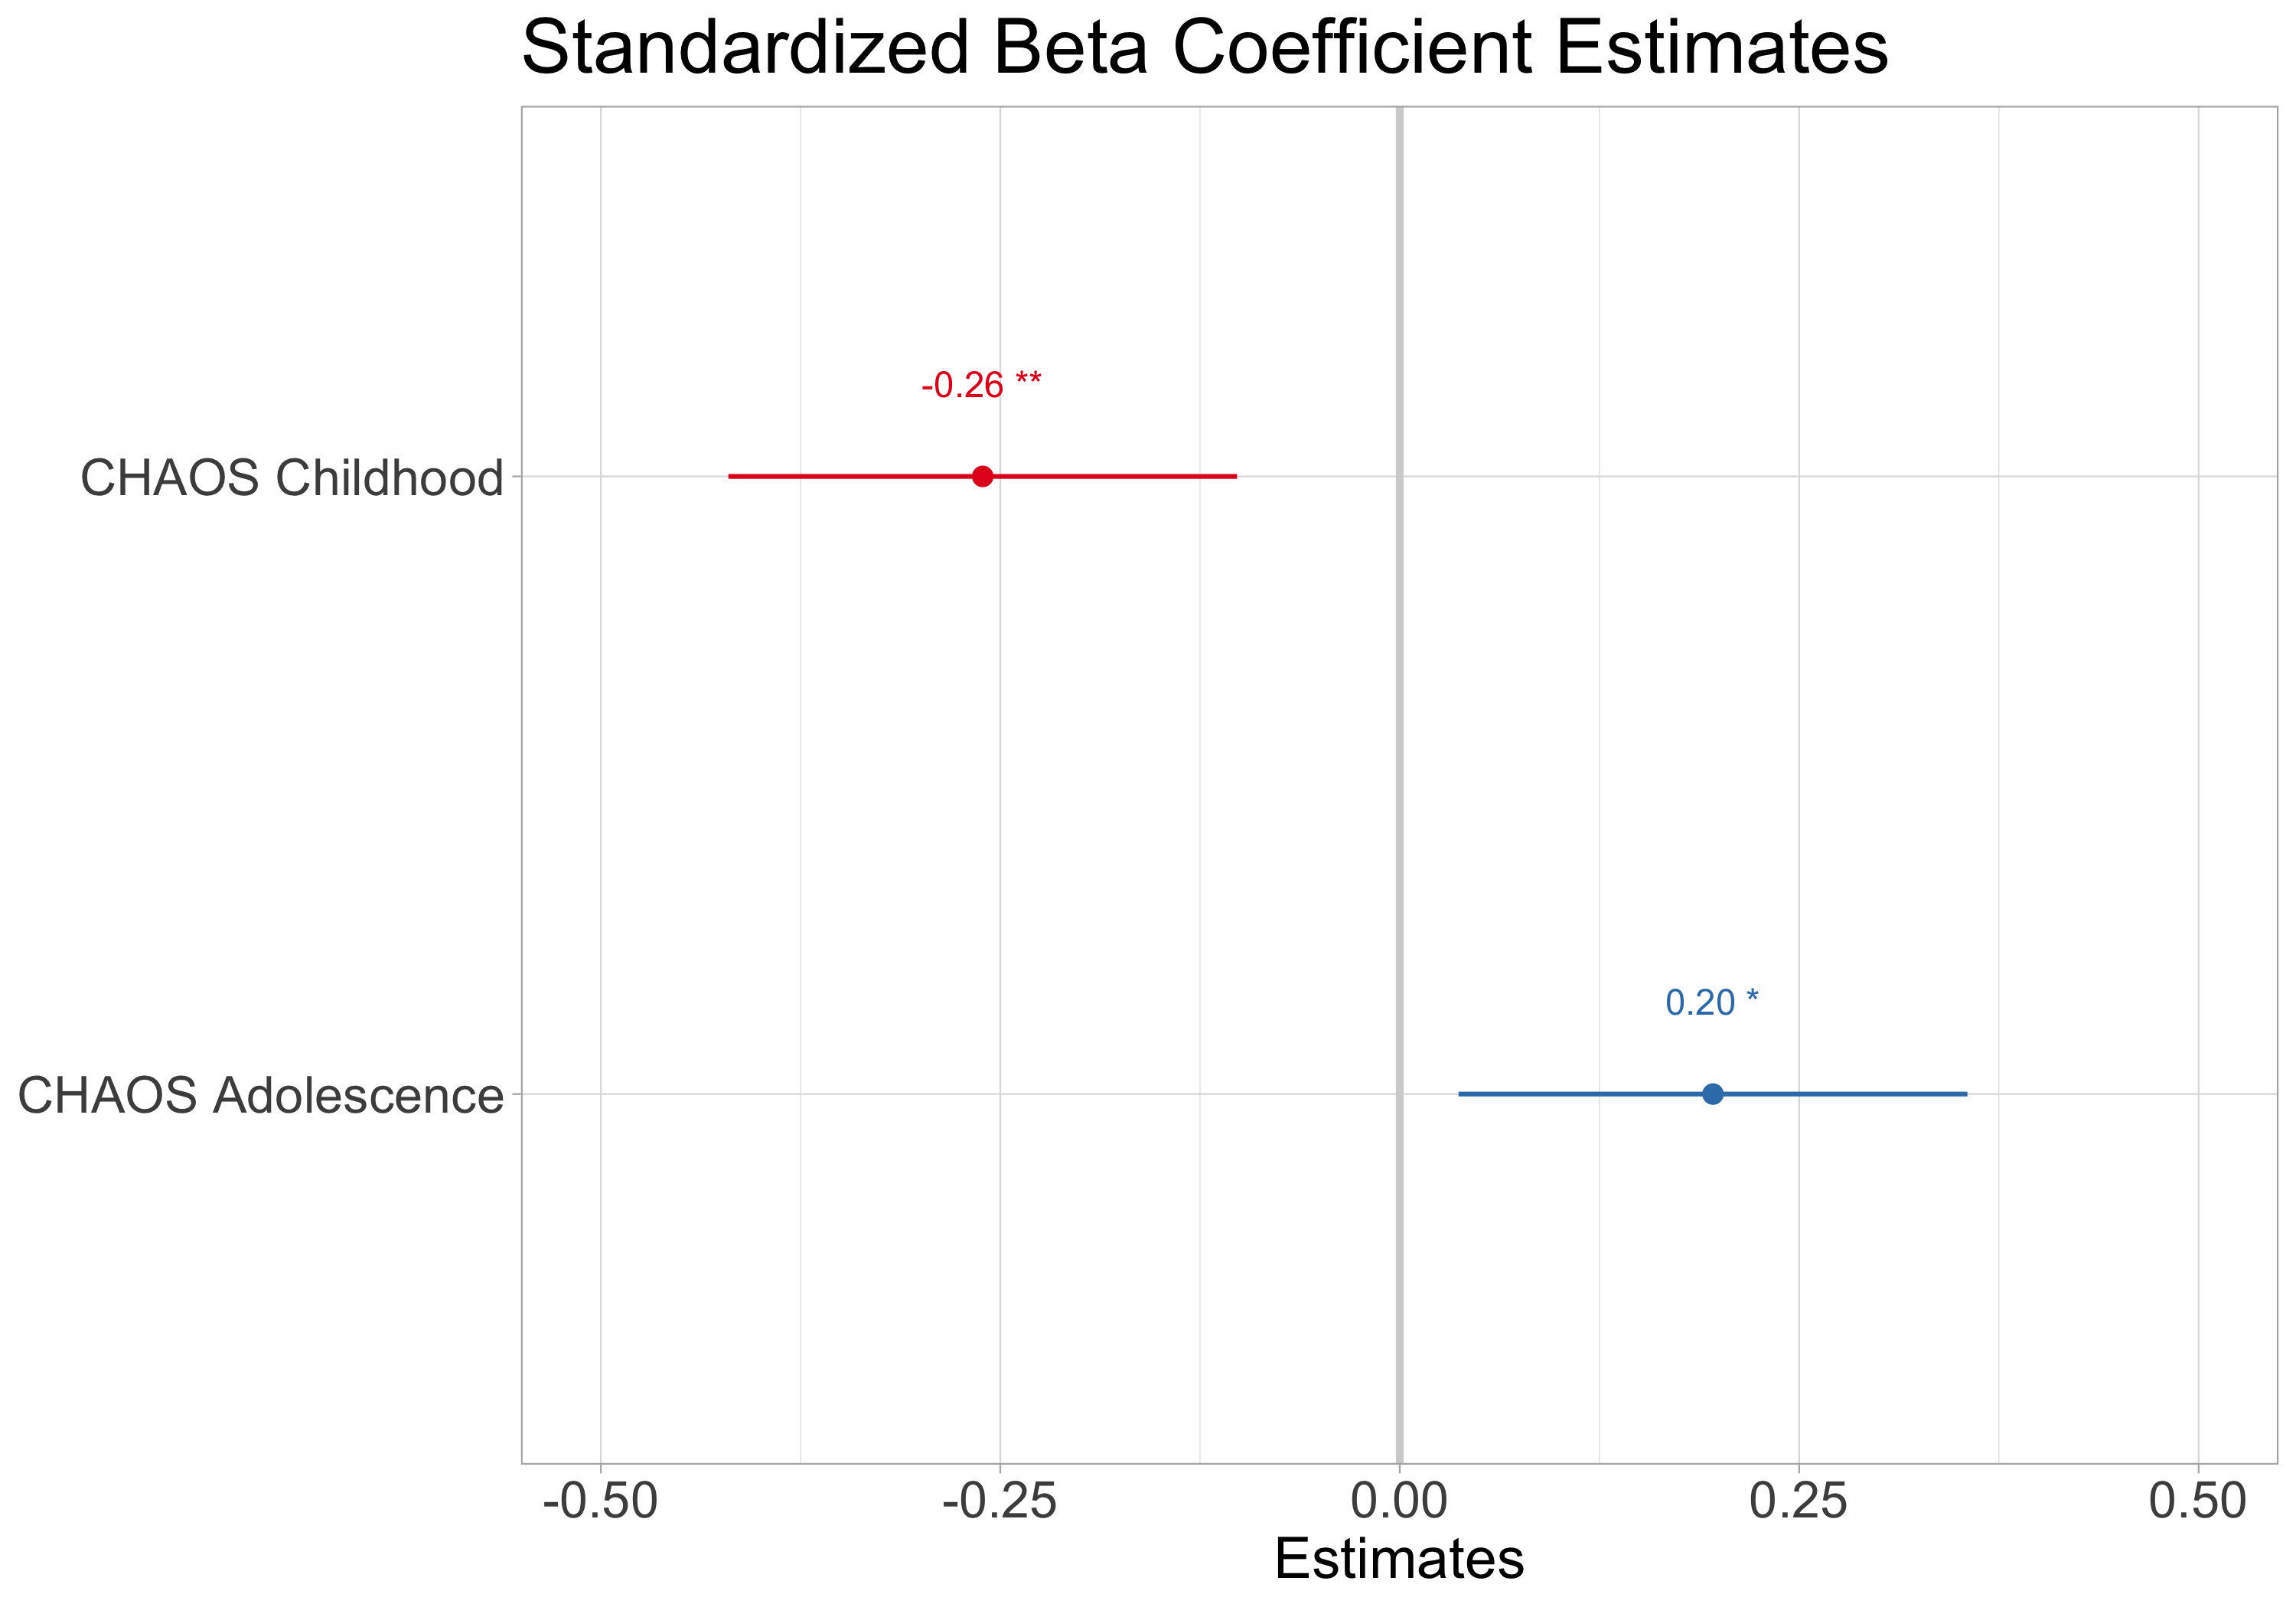 Standardized Beta Coefficient Estimates
-0.26 **
CHAOS Childhood
0.20 *
CHAOS Adolescence
-0.50 -0.25 0.00 0.25 0.50
Estimates